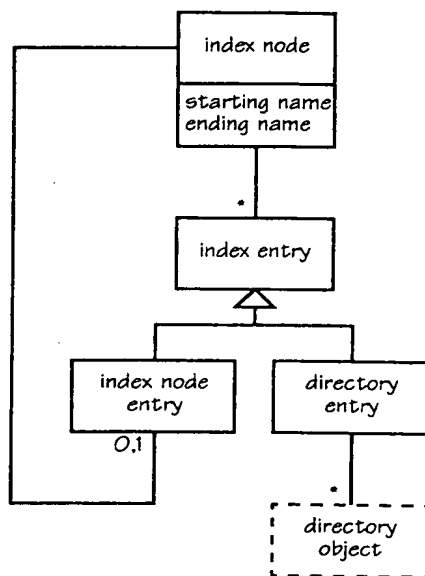 index node
starting name
ending name
*
index entry
index node
entry
directory
entry
0,1
*
directory
object